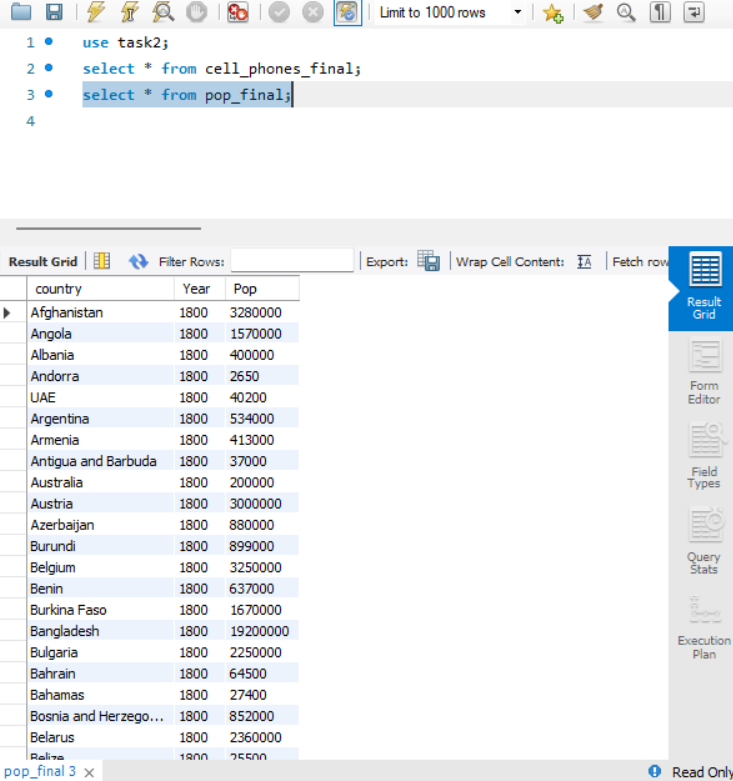 Limit to 1000 rows
1 use task2;
2 select * from cell_phones_final;
3 select * from pop_final;
4
Result Grid Filter Rows: Export: Wrap Cell Content: Fetch row
country Year Pop
Afghanistan 1800 3280000
Angola 1800 1570000
Albania 1800 400000
Andorra 1800 2650
UAE 1800 40200
Argentina 1800 534000
Armenia 1800 413000
Antigua and Barbuda 1800 37000
Australia 1800 200000
Austria 1800 3000000
Azerbaijan 1800 880000
Burundi 1800 899000
Belgium 1800 3250000
Benin 1800 637000
Burkina Faso 1800 1670000
Bangladesh 1800 19200000
Bulgaria 1800 2250000
Bahrain 1800 64500
Bahamas 1800 27400
Bosnia and Herzego... 1800 852000
Belarus 1800 2360000
Belize 1800 25500
Result
Grid
Form
Editor
Field
Types
Query
Stats
Execution
Plan
pop_final 3
Read Only